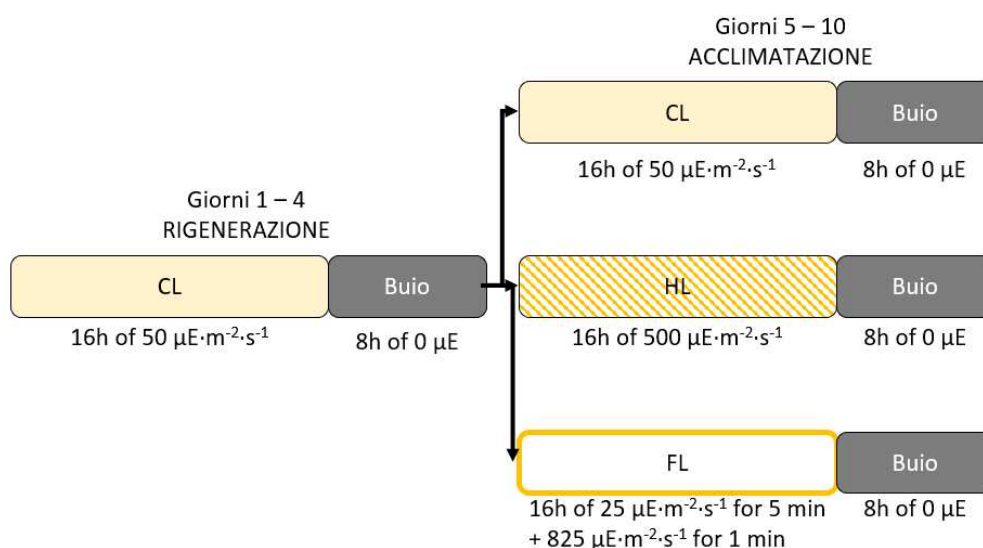 Giorni 5 – 10
ACCLIMATAZIONE
CL
Buio
16h of 50 µE·m⁻²·s⁻¹
8h of 0 µE
Giorni 1 – 4
RIGENERAZIONE
CL
Buio
16h of 50 µE·m⁻²·s⁻¹
8h of 0 µE
HL
Buio
16h of 500 µE·m⁻²·s⁻¹
8h of 0 µE
FL
Buio
16h of 25 µE·m⁻²·s⁻¹ for 5 min
+ 825 µE·m⁻²·s⁻¹ for 1 min
8h of 0 µE